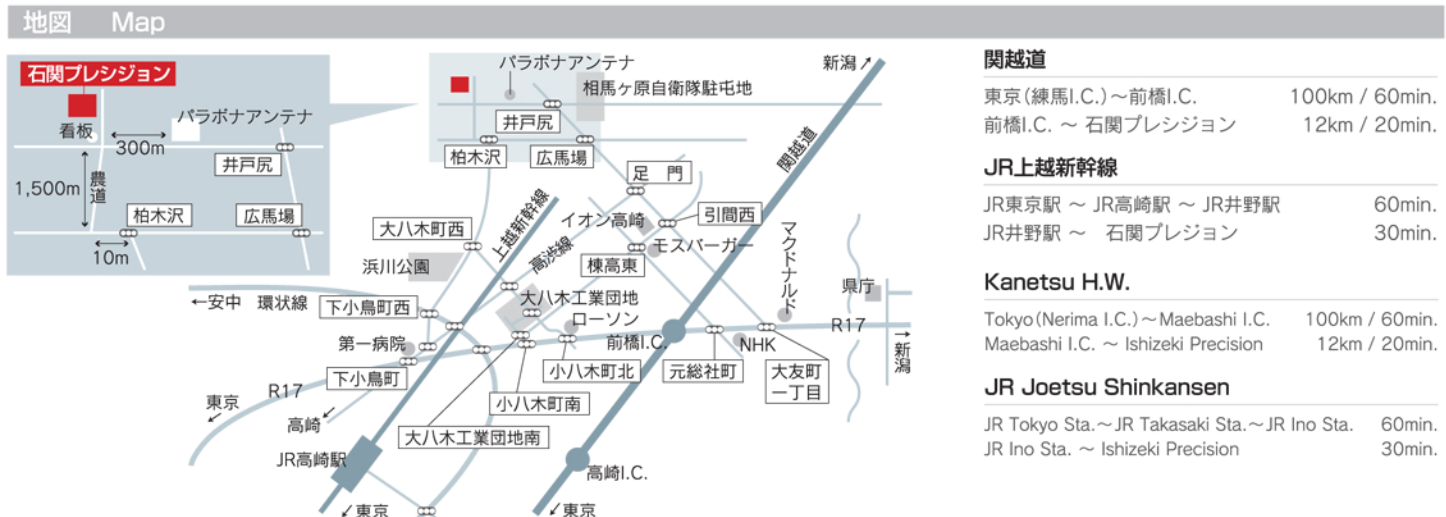 地図 Map
石関プレシジョン
看板
パラボナアンテナ
300m
井戸尻
1,500m
農道
柏木沢
広馬場
10m
パラボナアンテナ
相馬ヶ原自衛隊駐屯地
新潟↗
井戸尻
柏木沢
広馬場
関越道
足 門
上越新幹線
イオン高崎
引間西
大八木町西
高渋線
モスバーガー
マクドナルド
浜川公園
棟高東
県庁
←安中 環状線
下小鳥町西
大八木工業団地
ローソン
R17
第一病院
前橋I.C.
NHK
→新潟
下小鳥町
小八木町北
元総社町
大友町
一丁目
R17
小八木町南
東京
↙
高崎↙
大八木工業団地南
JR高崎駅
高崎I.C.
↙東京
↙東京
関越道
東京(練馬I.C.)~前橋I.C. 100km / 60min.
前橋I.C. ~ 石関プレシジョン 12km / 20min.
JR上越新幹線
JR東京駅 ~ JR高崎駅 ~ JR井野駅 60min.
JR井野駅 ~ 石関プレジョン 30min.
Kanetsu H.W.
Tokyo(Nerima I.C.)~Maebashi I.C. 100km / 60min.
Maebashi I.C. ~ Ishizeki Precision 12km / 20min.
JR Joetsu Shinkansen
JR Tokyo Sta.~JR Takasaki Sta.~JR Ino Sta. 60min.
JR Ino Sta. ~ Ishizeki Precision 30min.